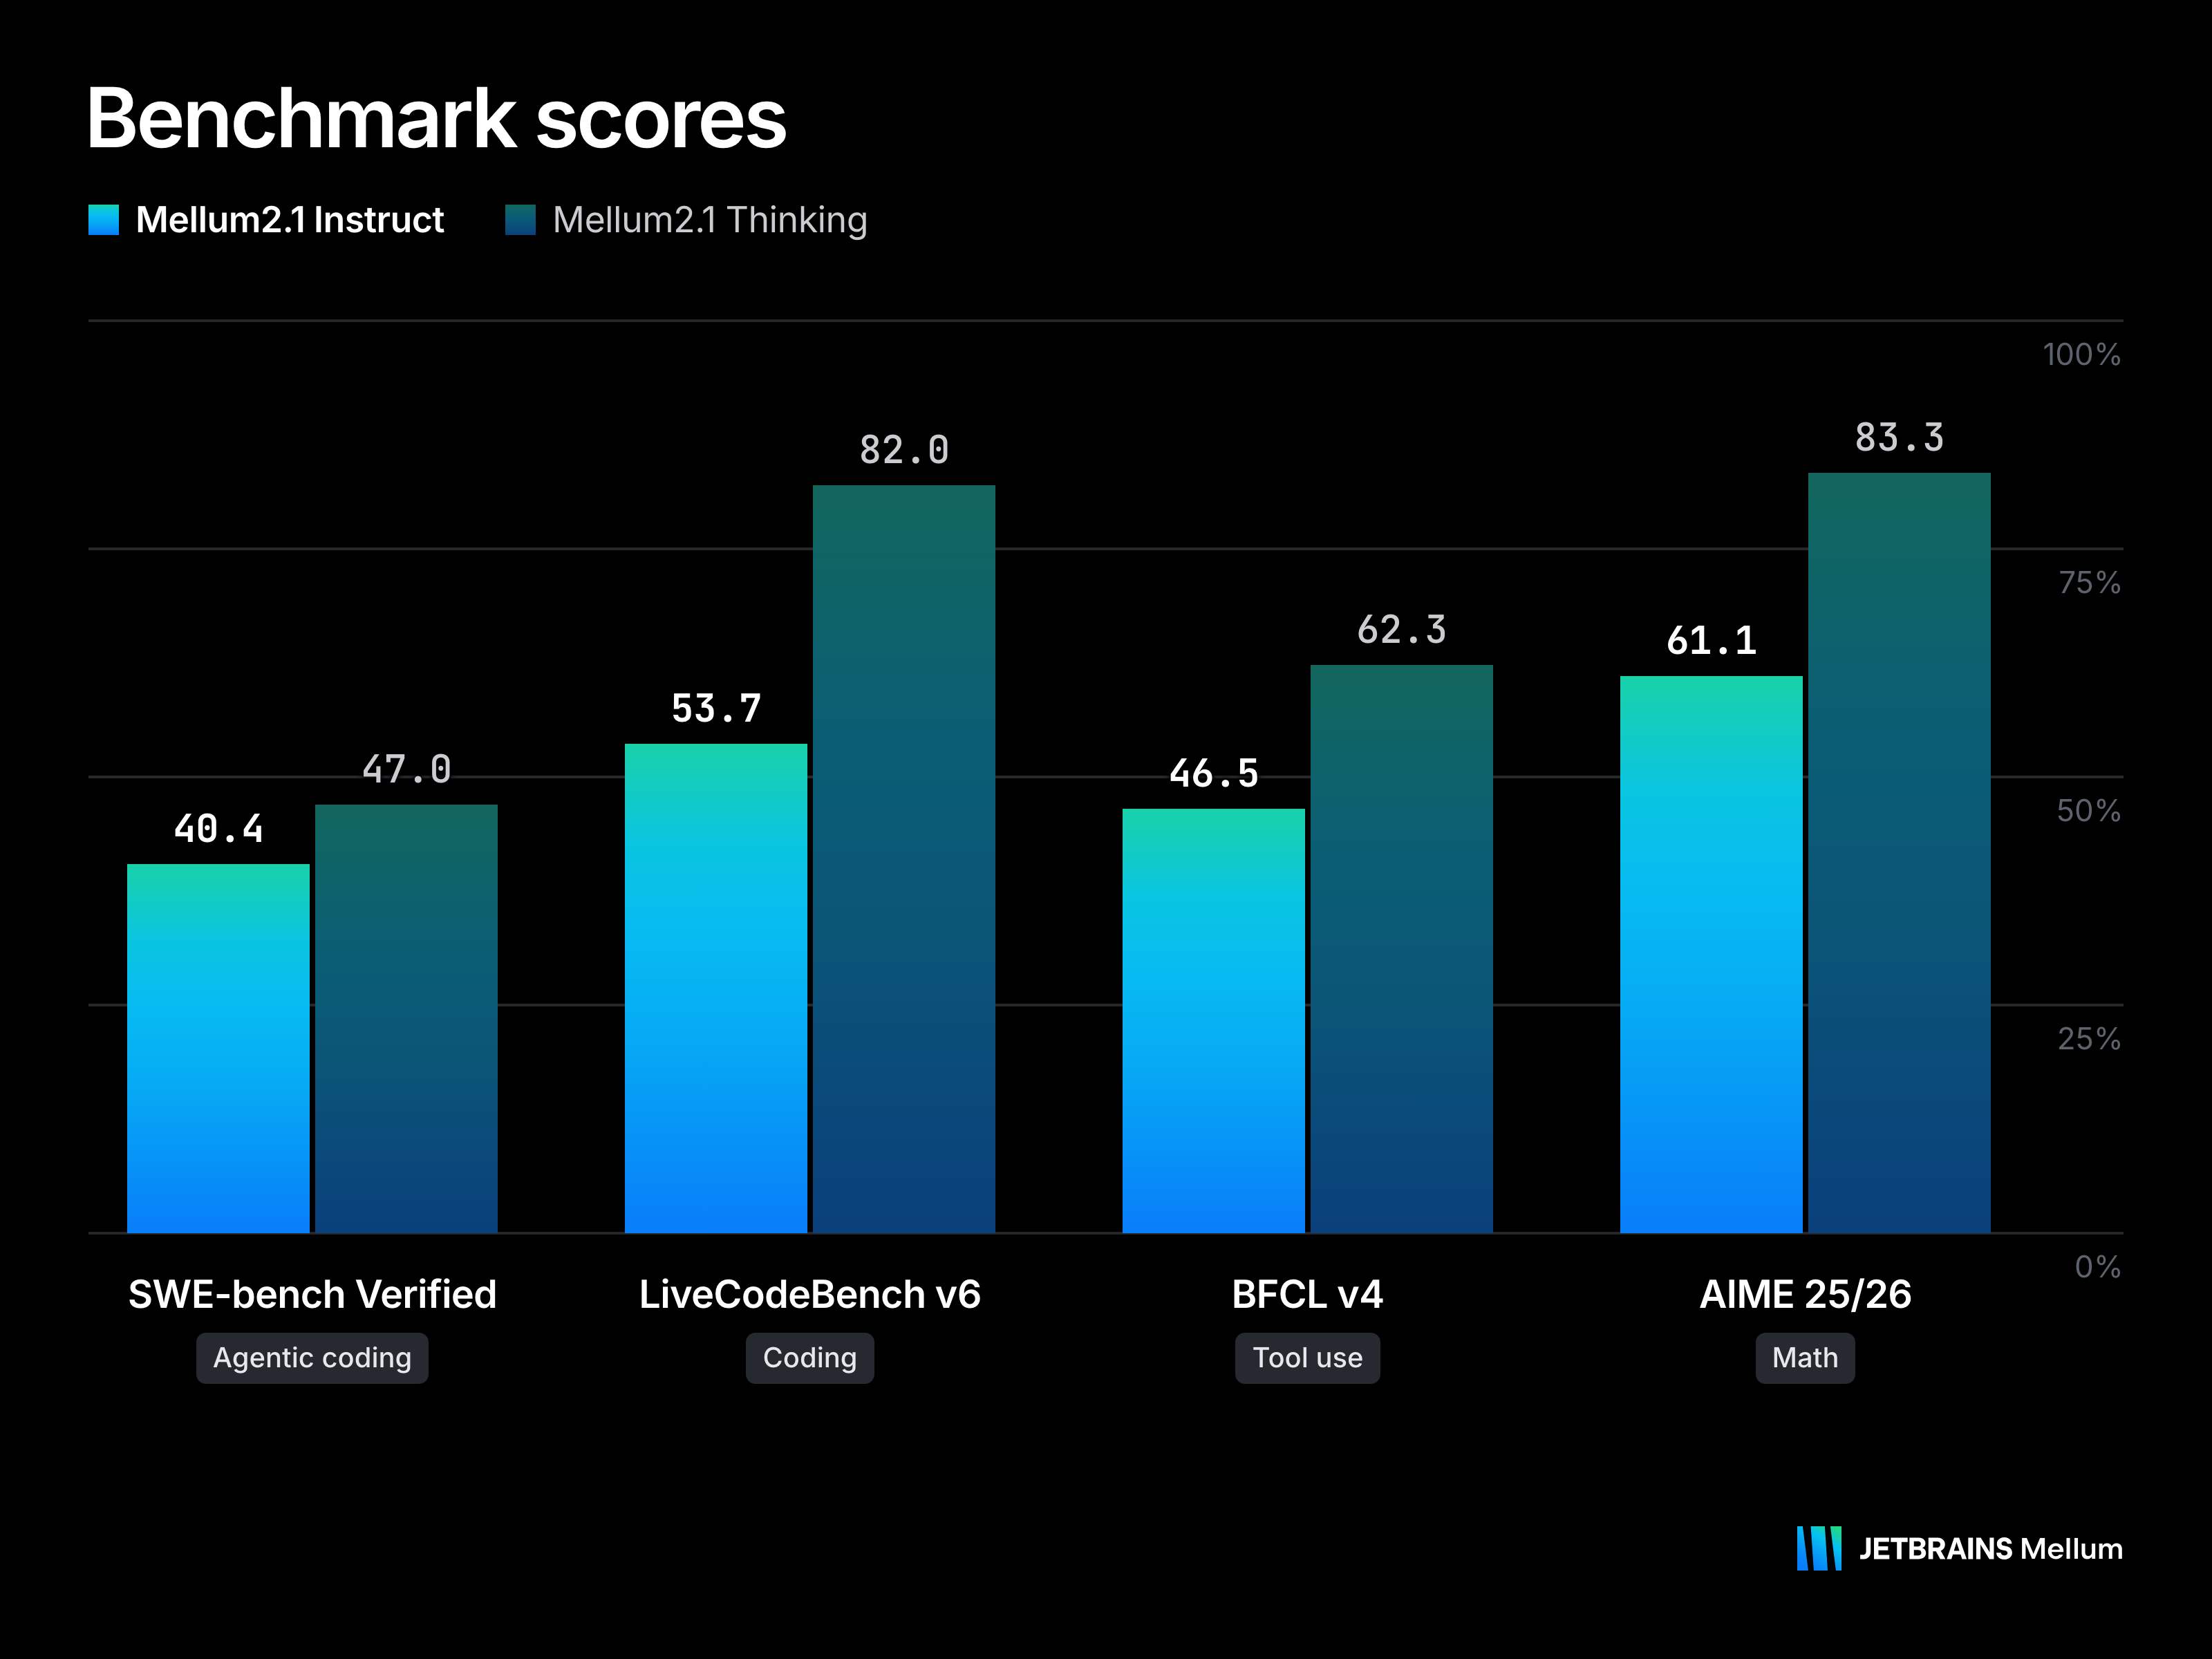 Benchmark scores
Mellum2.1 Instruct Mellum2.1 Thinking
100%
83.3
82.0
75%
62.3
61.1
53.7
47.0
46.5
50%
40.4
25%
0%
SWE-bench Verified LiveCodeBench v6 BFCL v4 AIME 25/26
Agentic coding Coding Tool use Math
JETBRAINS Mellum